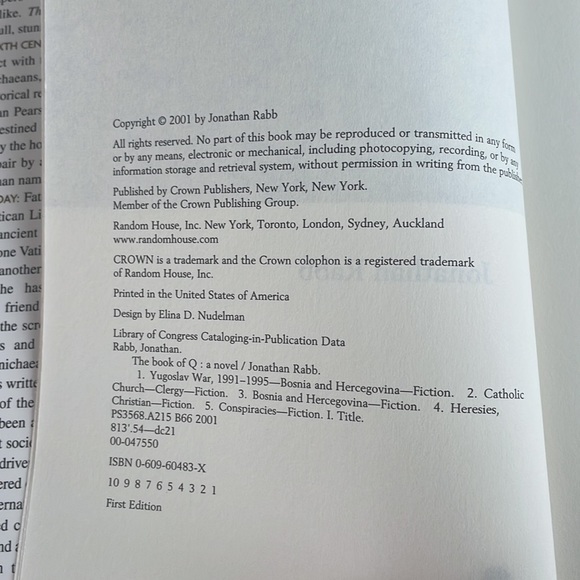 Copyright © 2001 by Jonathan Rabb
All rights reserved. No part of this book may be reproduced or transmitted in any form
or by any means, electronic or mechanical, including photocopying, recording, or by any
information storage and retrieval system, without permission in writing from the publisher.
Published by Crown Publishers, New York, New York.
Member of the Crown Publishing Group.
Random House, Inc. New York, Toronto, London, Sydney, Auckland
www.randomhouse.com
CROWN is a trademark and the Crown colophon is a registered trademark
of Random House, Inc.
Printed in the United States of America
Design by Elina D. Nudelman
Library of Congress Cataloging-in-Publication Data
Rabb, Jonathan.
The book of Q : a novel / Jonathan Rabb.
1. Yugoslav War, 1991–1995—Bosnia and Hercegovina—Fiction. 2. Catholic
Church—Clergy—Fiction. 3. Bosnia and Hercegovina—Fiction. 4. Heresies,
Christian—Fiction. 5. Conspiracies—Fiction. I. Title.
PS3568.A215 B66 2001
813'.54—dc21
00-047550
ISBN 0-609-60483-X
10 9 8 7 6 5 4 3 2 1
First Edition